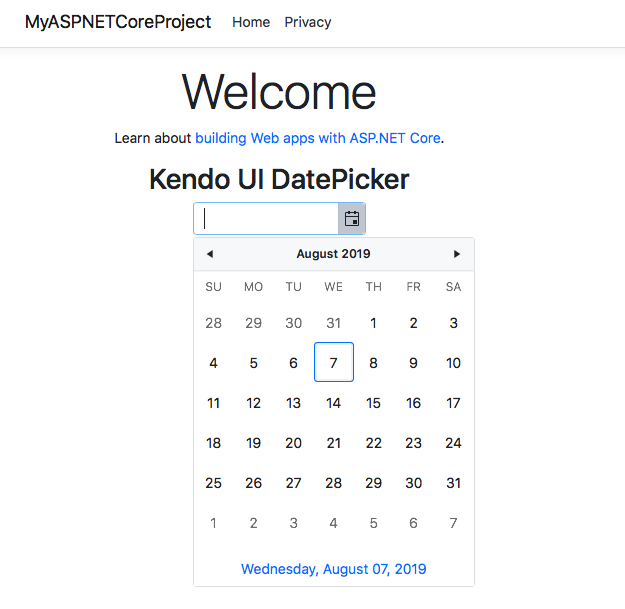 MyASPNETCoreProject Home Privacy
Welcome
Learn about building Web apps with ASP.NET Core.
Kendo UI DatePicker
August 2019
SU MO TU WE TH FR SA
28 29 30 31 1 2 3
4 5 6 7 8 9 10
11 12 13 14 15 16 17
18 19 20 21 22 23 24
25 26 27 28 29 30 31
1 2 3 4 5 6 7
Wednesday, August 07, 2019